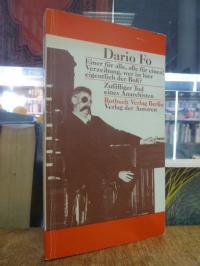 Dario Fo
Einer für alle, alle für einen!
Verzeihung, wer ist hier
eigentlich der Boß?
Zufälliger Tod
eines Anarchisten
Rotbuch Verlag Berlin
Verlag der Autoren